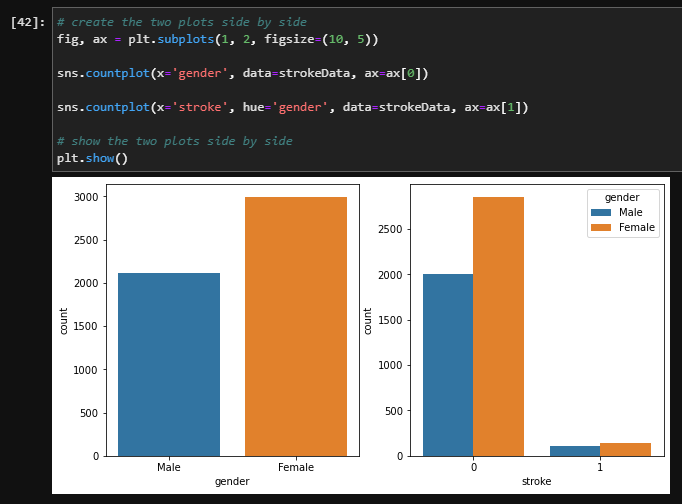 [42]:
# create the two plots side by side
fig, ax = plt.subplots(1, 2, figsize=(10, 5))
sns.countplot(x='gender', data=strokeData, ax=ax[0])
sns.countplot(x='stroke', hue='gender', data=strokeData, ax=ax[1])
# show the two plots side by side
plt.show()
3000
2500
2000
1500
1000
500
0
count
Male Female
gender
2500
2000
1500
1000
500
0
count
gender
Male
Female
0 1
stroke